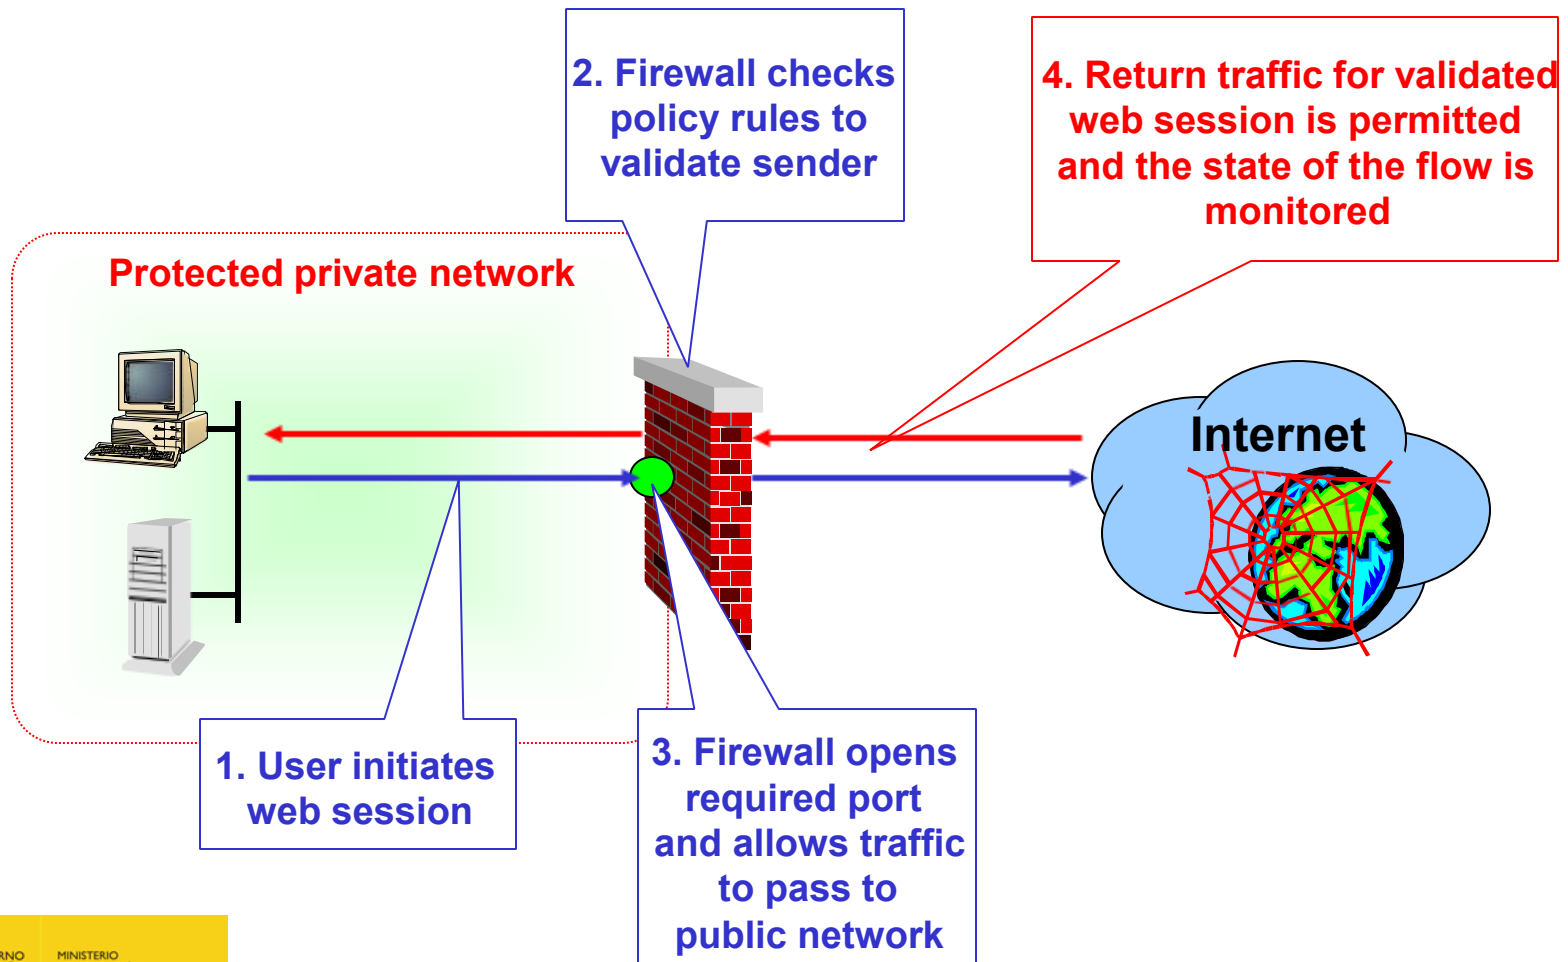 2. Firewall checks
policy rules to
validate sender
4. Return traffic for validated
web session is permitted
and the state of the flow is
monitored
Protected private network
Internet
1. User initiates
web session
3. Firewall opens
required port
and allows traffic
to pass to
public network
RNO
MINISTERIO